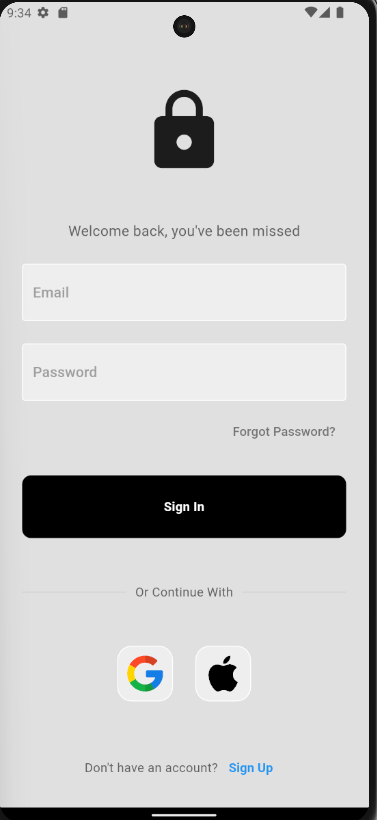 9:34
Welcome back, you've been missed
Email
Password
Forgot Password?
Sign In
Or Continue With
Don't have an account? Sign Up